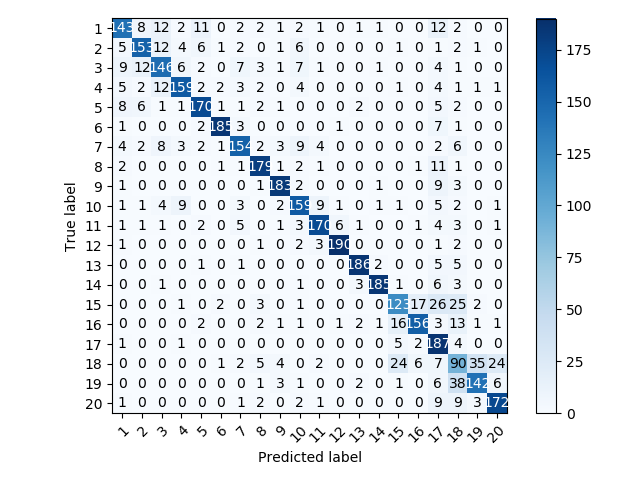 1 143 8 12 2 11 0 2 2 1 2 1 0 1 1 0 0 12 2 0 0
2 5 153 12 4 6 1 2 0 1 6 0 0 0 0 1 0 1 2 1 0
3 9 12 146 6 2 0 7 3 1 7 1 0 0 1 0 0 4 1 0 0
4 5 2 12 159 2 2 3 2 0 4 0 0 0 0 1 0 4 1 1 1
5 8 6 1 1 170 1 1 2 1 0 0 0 2 0 0 0 5 2 0 0
6 1 0 0 0 2 185 3 0 0 0 0 1 0 0 0 0 7 1 0 0
7 4 2 8 3 2 1 154 2 3 9 4 0 0 0 0 0 2 6 0 0
8 2 0 0 0 0 1 1 179 1 2 1 0 0 0 0 1 11 1 0 0
9 1 0 0 0 0 0 0 1 183 2 0 0 0 1 0 0 9 3 0 0
10 1 1 4 9 0 0 3 0 2 159 9 1 0 1 1 0 5 2 0 1
11 1 1 1 0 2 0 5 0 1 3 170 6 1 0 0 1 4 3 0 1
12 1 0 0 0 0 0 0 1 0 2 3 190 0 0 0 0 1 2 0 0
13 0 0 0 0 1 0 1 0 0 0 0 0 186 2 0 0 5 5 0 0
14 0 0 1 0 0 0 0 0 0 1 0 0 3 185 1 0 6 3 0 0
15 0 0 0 1 0 2 0 3 0 1 0 0 0 0 123 17 26 25 2 0
16 0 0 0 0 2 0 0 2 1 1 0 1 2 1 16 156 3 13 1 1
17 1 0 0 1 0 0 0 0 0 0 0 0 0 0 5 2 187 4 0 0
18 0 0 0 0 0 1 2 5 4 0 2 0 0 0 24 6 7 90 35 24
19 0 0 0 0 0 0 0 1 3 1 0 0 2 0 1 0 6 38 142 6
20 1 0 0 0 0 0 1 2 0 2 1 0 0 0 0 0 9 9 3 172
1 2 3 4 5 6 7 8 9 10 11 12 13 14 15 16 17 18 19 20
Predicted label
True label
175
150
125
100
75
50
25
0